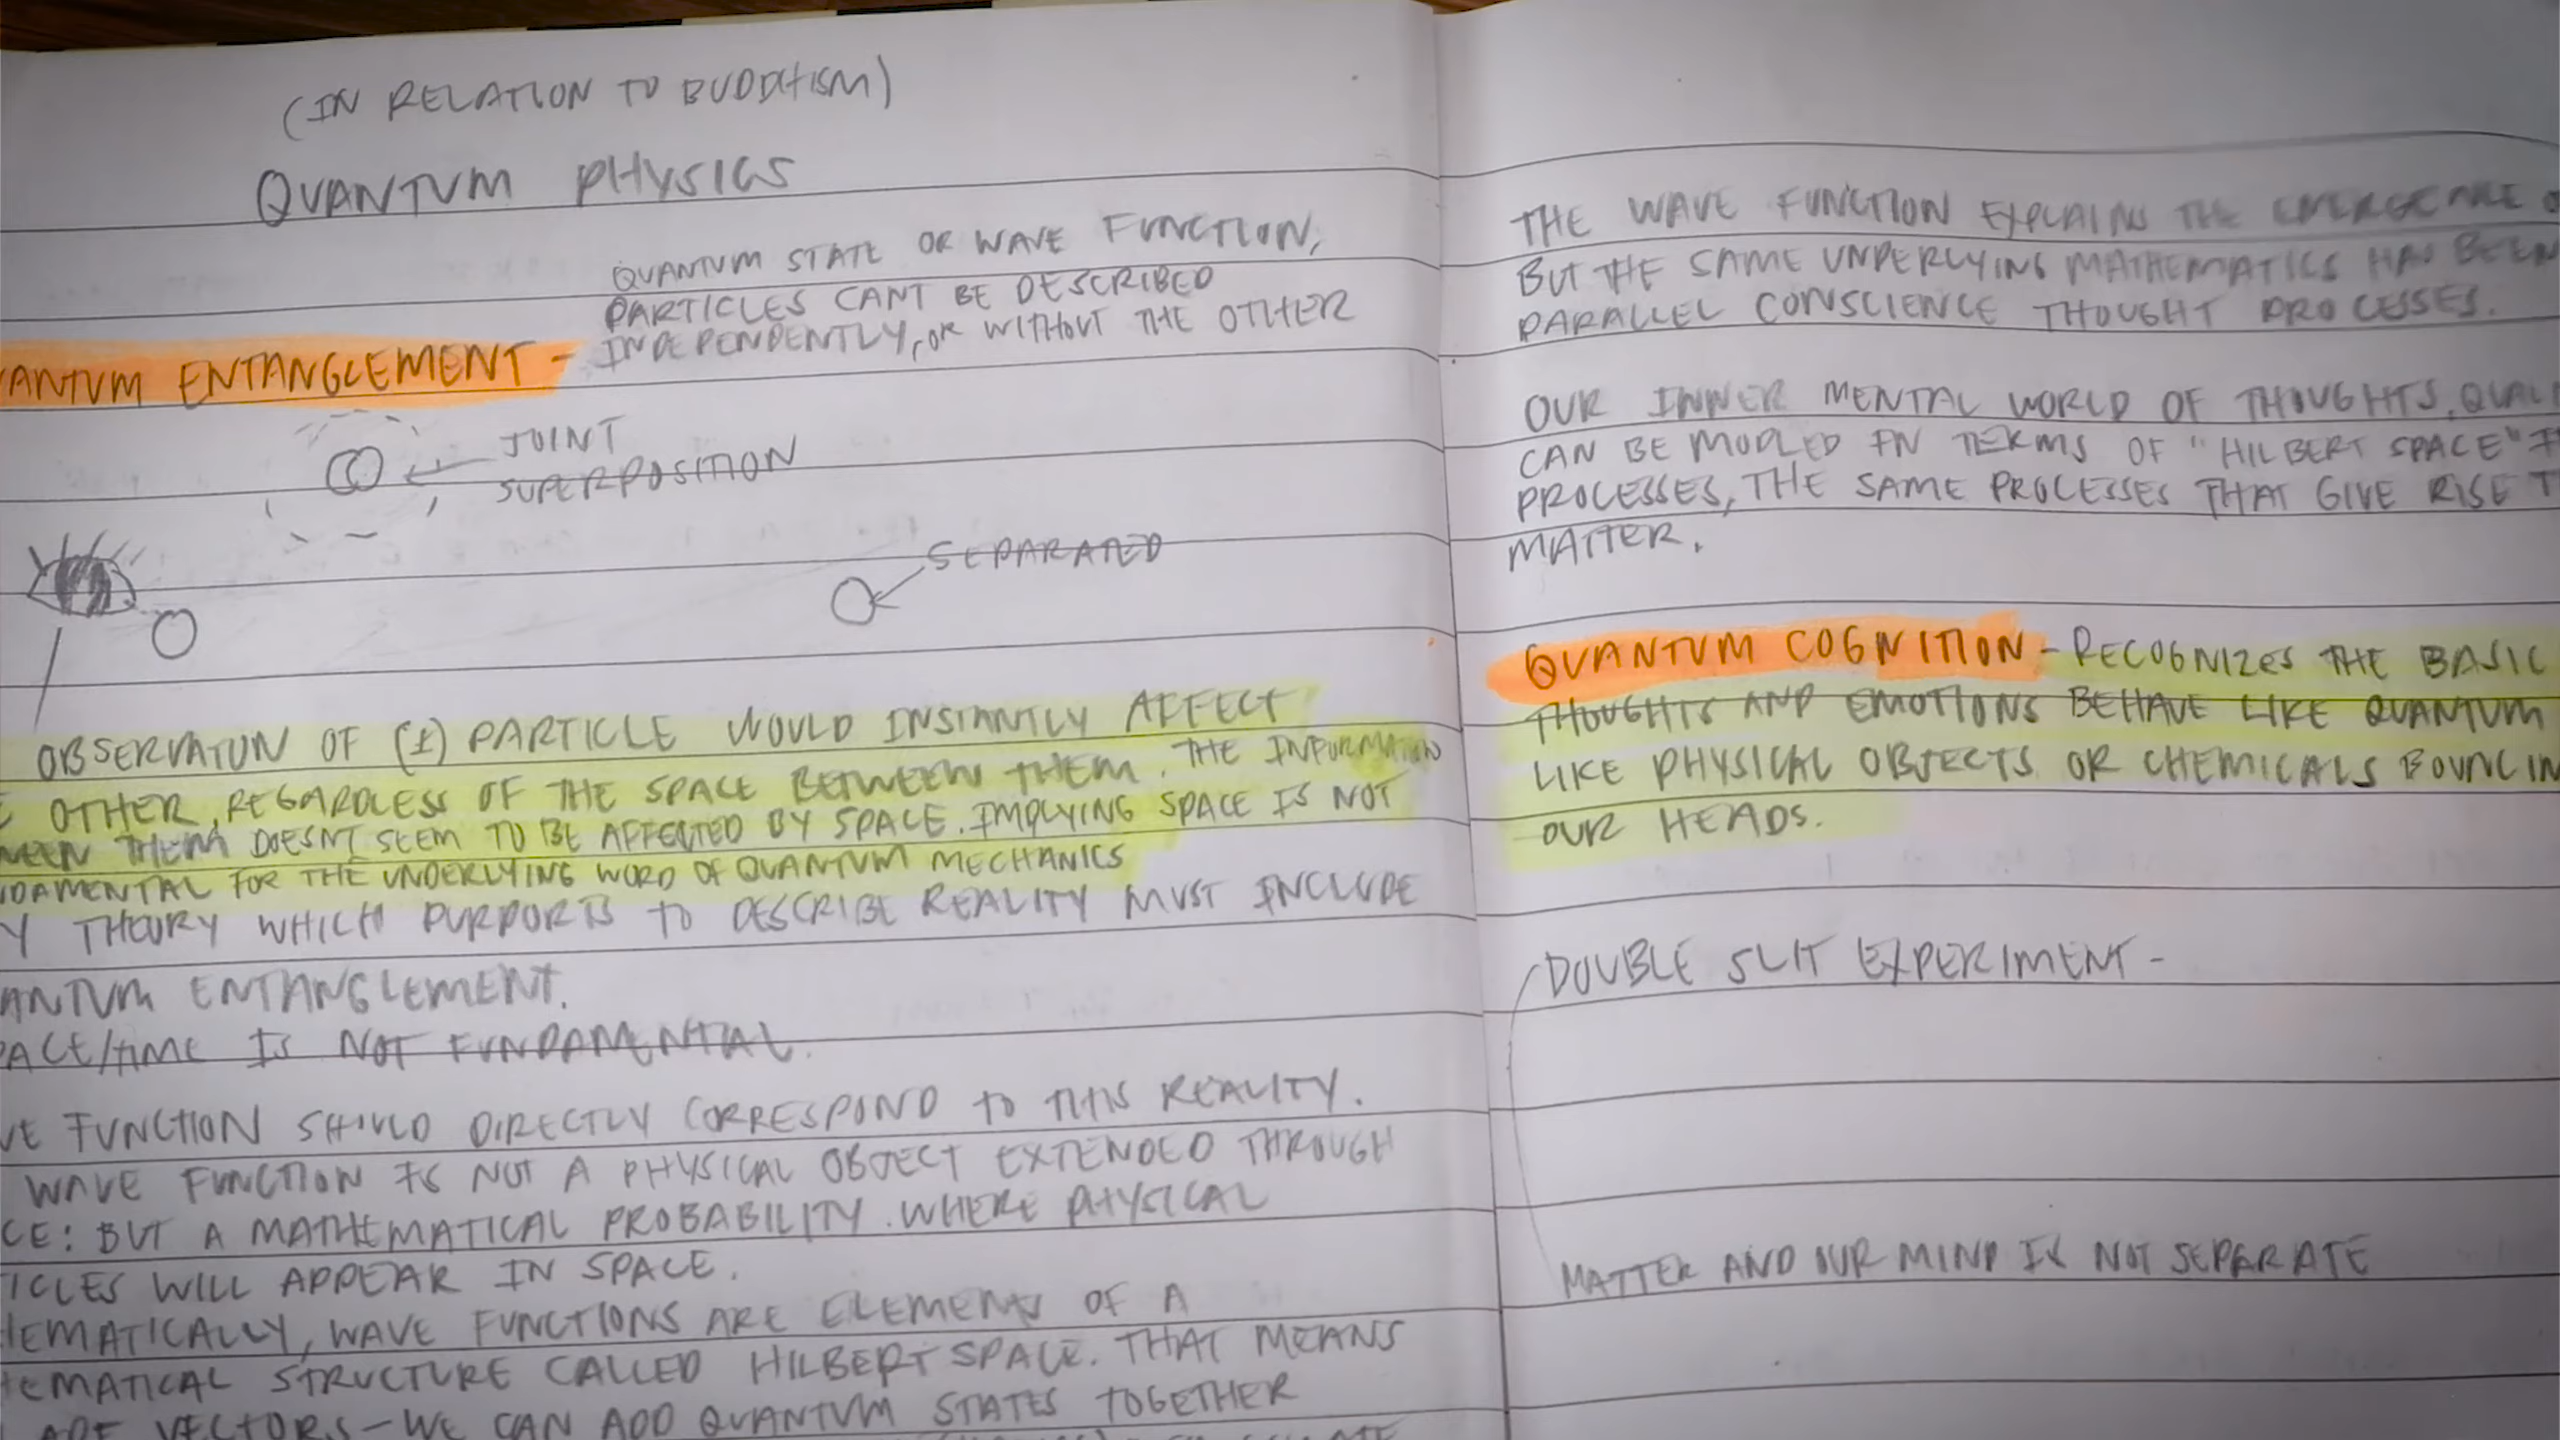 (IN RELATION TO BUDDHISM)
QUANTUM PHYSICS
QUANTUM STATE OR WAVE FUNCTION,
PARTICLES CANT BE DESCRIBED
INDEPENDENTLY, OR WITHOUT THE OTHER
ANTUM ENTANGLEMENT -
JOINT
SUPERPOSITION
SEPARATED
OBSERVATION OF (1) PARTICLE WOULD INSTANTLY AFFECT
OTHER, REGARDLESS OF THE SPACE BETWEEN THEM. THE INFORMATION
WEEN THEM DOESNT SEEM TO BE AFFECTED BY SPACE. IMPLYING SPACE IS NOT
DAMENTAL FOR THE UNDERLYING WORD OF QUANTUM MECHANICS
Y THEORY WHICH PURPORTS TO DESCRIBE REALITY MUST INCLUDE
ANTUM ENTANGLEMENT.
PACE/TIME IS NOT FUNDAMENTAL.
VE FUNCTION SHOULD DIRECTLY CORRESPOND TO THIS REALITY.
WAVE FUNCTION IS NOT A PHYSICAL OBJECT EXTENDED THROUGH
CE: BUT A MATHEMATICAL PROBABILITY. WHERE PHYSICAL
ICLES WILL APPEAR IN SPACE.
HEMATICALLY, WAVE FUNCTIONS ARE ELEMENTS OF A
HEMATICAL STRUCTURE CALLED HILBERT SPACE. THAT MEANS
ARE VECTORS - WE CAN ADD QUANTUM STATES TOGETHER
THE WAVE FUNCTION EXPLAINS THE EMERGENCE O
BUT THE SAME UNDERLYING MATHEMATICS HAS BEEN
PARALLEL CONSCIENCE THOUGHT PROCESSES.
OUR INNER MENTAL WORLD OF THOUGHTS, QUALI
CAN BE MODLED IN TERMS OF "HILBERT SPACE"
PROCESSES, THE SAME PROCESSES THAT GIVE RISE T
MATTER.
QUANTUM COGNITION - RECOGNIZES THE BASIC
THOUGHTS AND EMOTIONS BEHAVE LIKE QUANTUM
LIKE PHYSICAL OBJECTS OR CHEMICALS BOUNCIN
OUR HEADS.
DOUBLE SLIT EXPERIMENT -
MATTER AND OUR MIND IS NOT SEPARATE